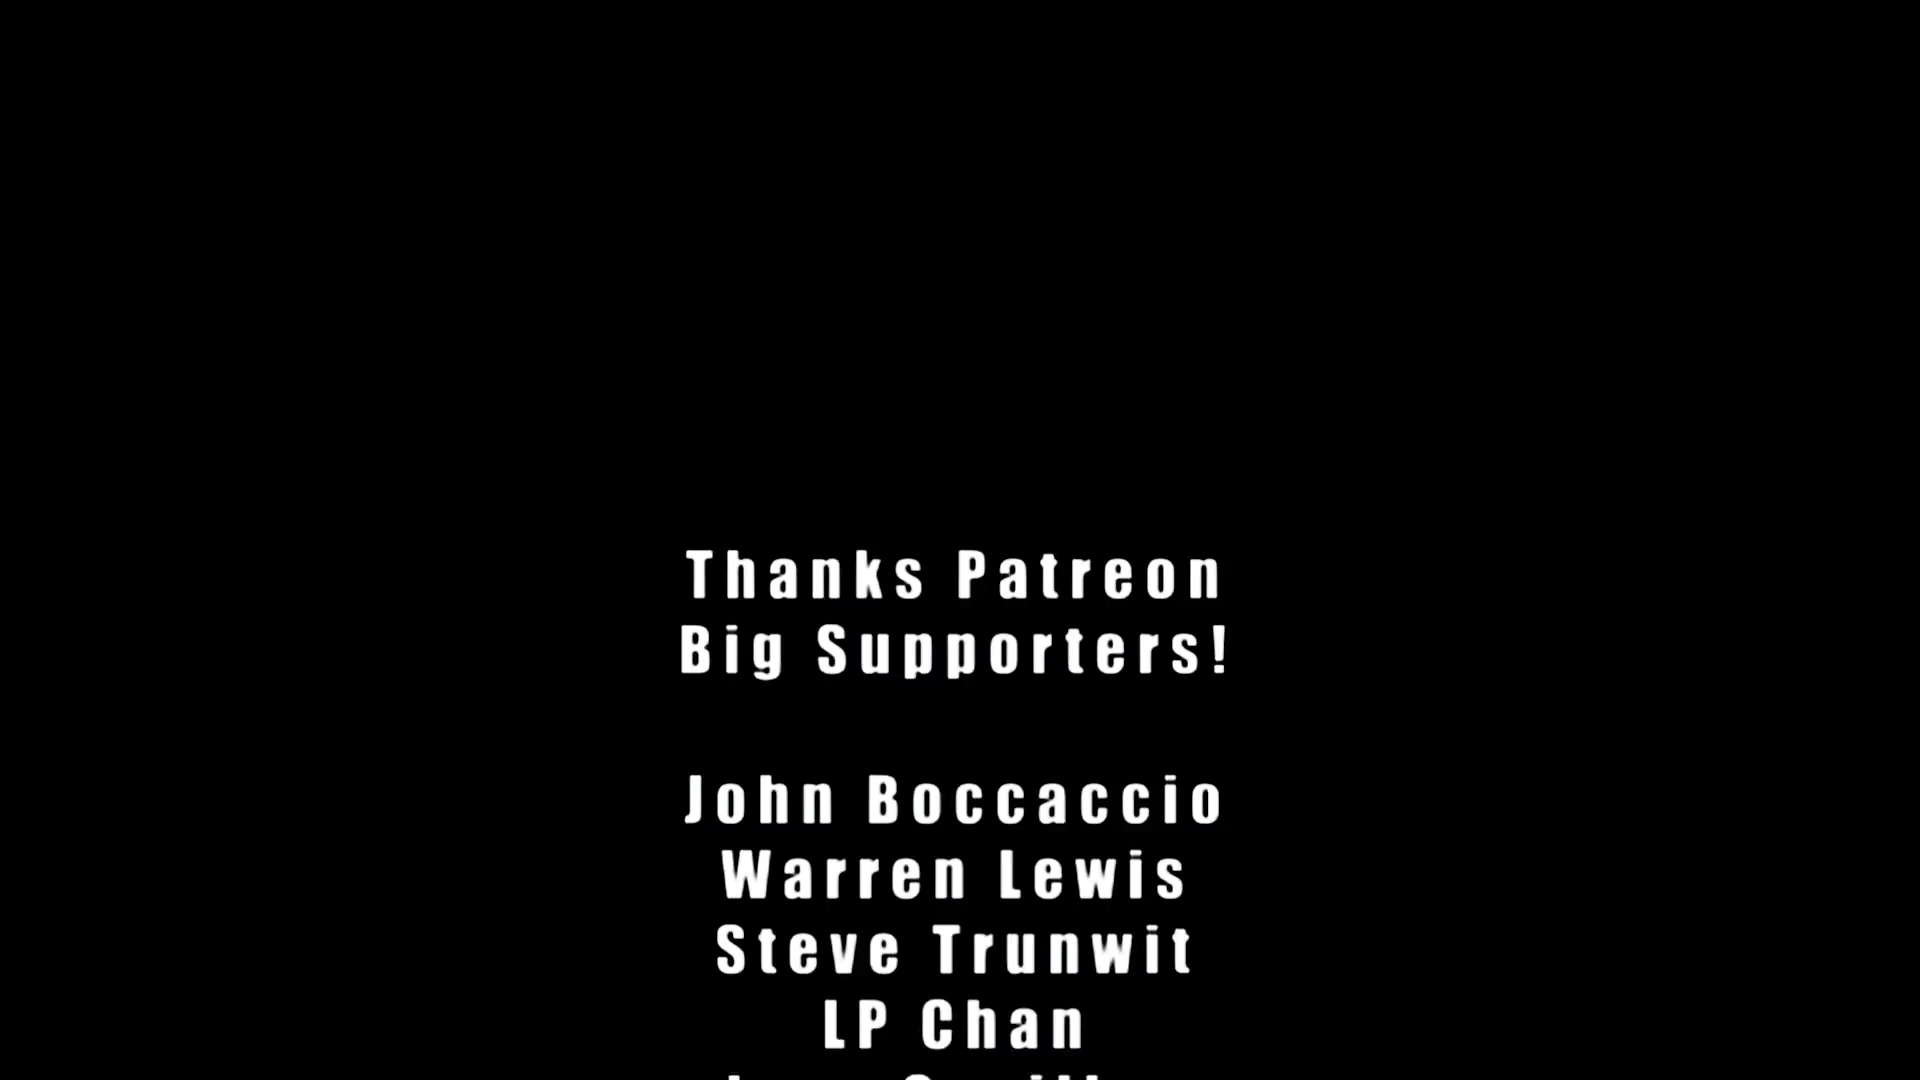 Thanks Patreon
Big Supporters!
John Boccaccio
Warren Lewis
Steve Trunwit
LP Chan